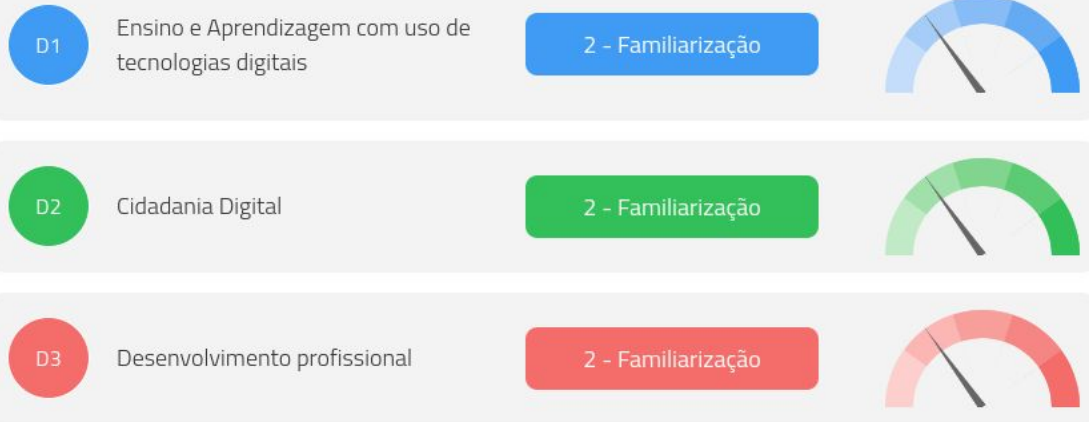 D1
Ensino e Aprendizagem com uso de
tecnologias digitais
2 - Familiarização
D2
Cidadania Digital
2 - Familiarização
D3
Desenvolvimento profissional
2 - Familiarização